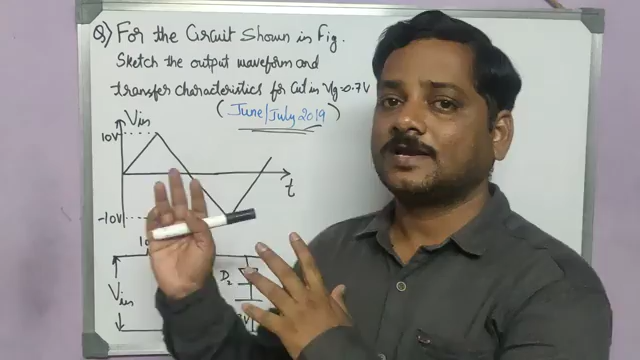 Q) For the Circuit Shown in Fig.
Sketch the output waveform and
transfer characteristics for Cut in Vγ=0.7V
(June/July 2019)
Vin
10V
t
-10V
D2
Vin